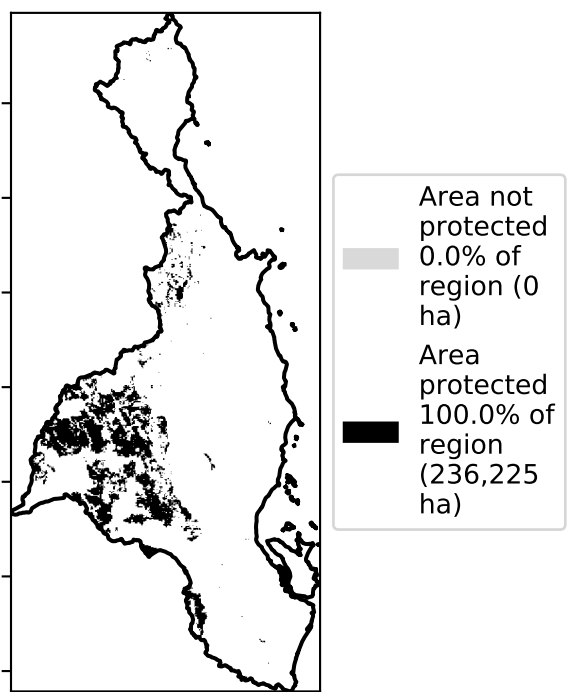 Area not
protected
0.0% of
region (0
ha)
Area
protected
100.0% of
region
(236,225
ha)